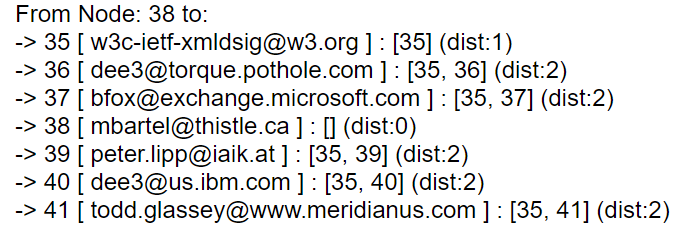 From Node: 38 to:
-> 35 [ w3c-ietf-xmldsig@w3.org ] : [35] (dist:1)
-> 36 [ dee3@torque.pothole.com ] : [35, 36] (dist:2)
-> 37 [ bfox@exchange.microsoft.com ] : [35, 37] (dist:2)
-> 38 [ mbartel@thistle.ca ] : [] (dist:0)
-> 39 [ peter.lipp@iaik.at ] : [35, 39] (dist:2)
-> 40 [ dee3@us.ibm.com ] : [35, 40] (dist:2)
-> 41 [ todd.glassey@www.meridianus.com ] : [35, 41] (dist:2)